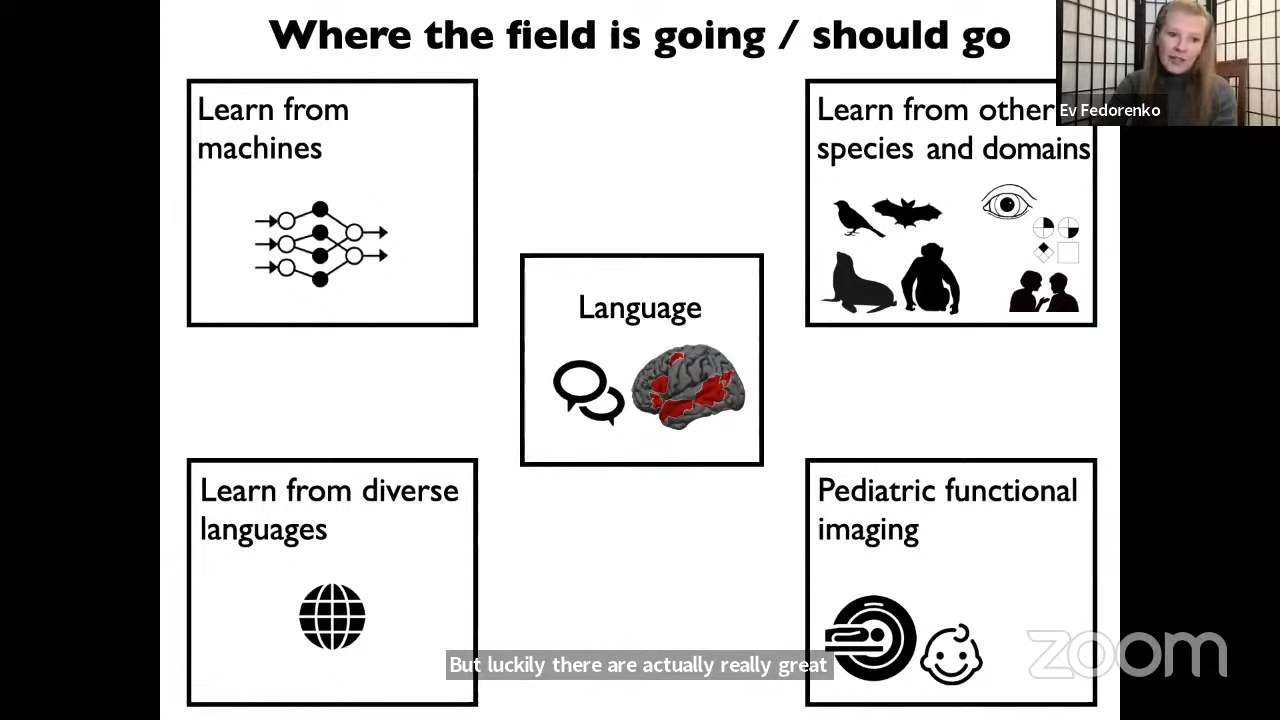 Where the field is going / should go
Learn from
machines
Learn from other
species and domains
Ev Fedorenko
Language
Learn from diverse
languages
Pediatric functional
imaging
But luckily there are actually really great
zoom